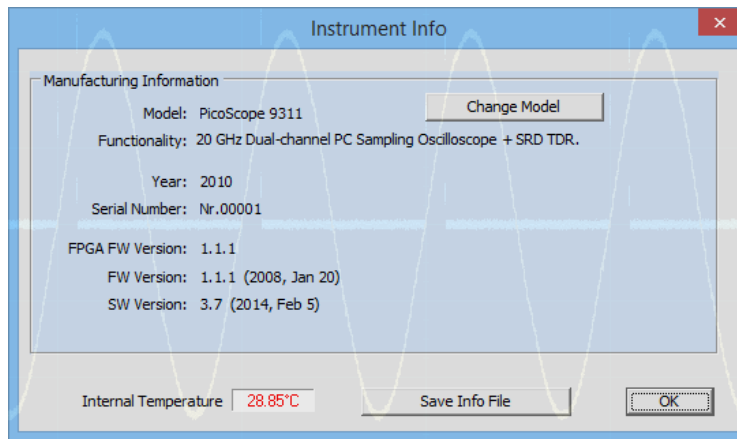 Instrument Info
Manufacturing Information
Model: PicoScope 9311
Change Model
Functionality: 20 GHz Dual-channel PC Sampling Oscilloscope + SRD TDR.
Year: 2010
Serial Number: Nr.00001
FPGA FW Version: 1.1.1
FW Version: 1.1.1 (2008, Jan 20)
SW Version: 3.7 (2014, Feb 5)
Internal Temperature 28.85°C
Save Info File
OK